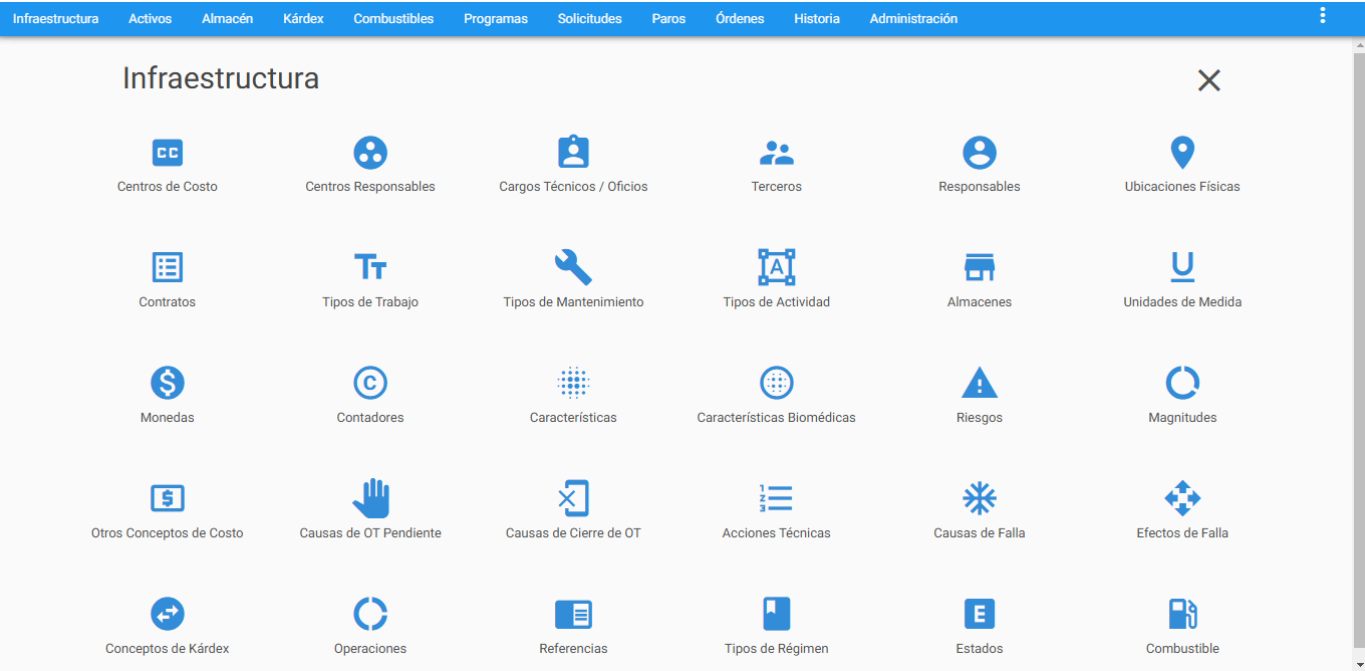 Infraestructura Activos Almacén Kárdex Combustibles Programas Solicitudes Paros Órdenes Historia Administración
Infraestructura
CC
Centros de Costo Centros Responsables Cargos Técnicos / Oficios Terceros Responsables Ubicaciones Físicas
TT A U
Contratos Tipos de Trabajo Tipos de Mantenimiento Tipos de Actividad Almacenes Unidades de Medida
$ C
Monedas Contadores Características Características Biomédicas Riesgos Magnitudes
$ 1 2 3
Otros Conceptos de Costo Causas de OT Pendiente Causas de Cierre de OT Acciones Técnicas Causas de Falla Efectos de Falla
E
Conceptos de Kárdex Operaciones Referencias Tipos de Régimen Estados Combustible